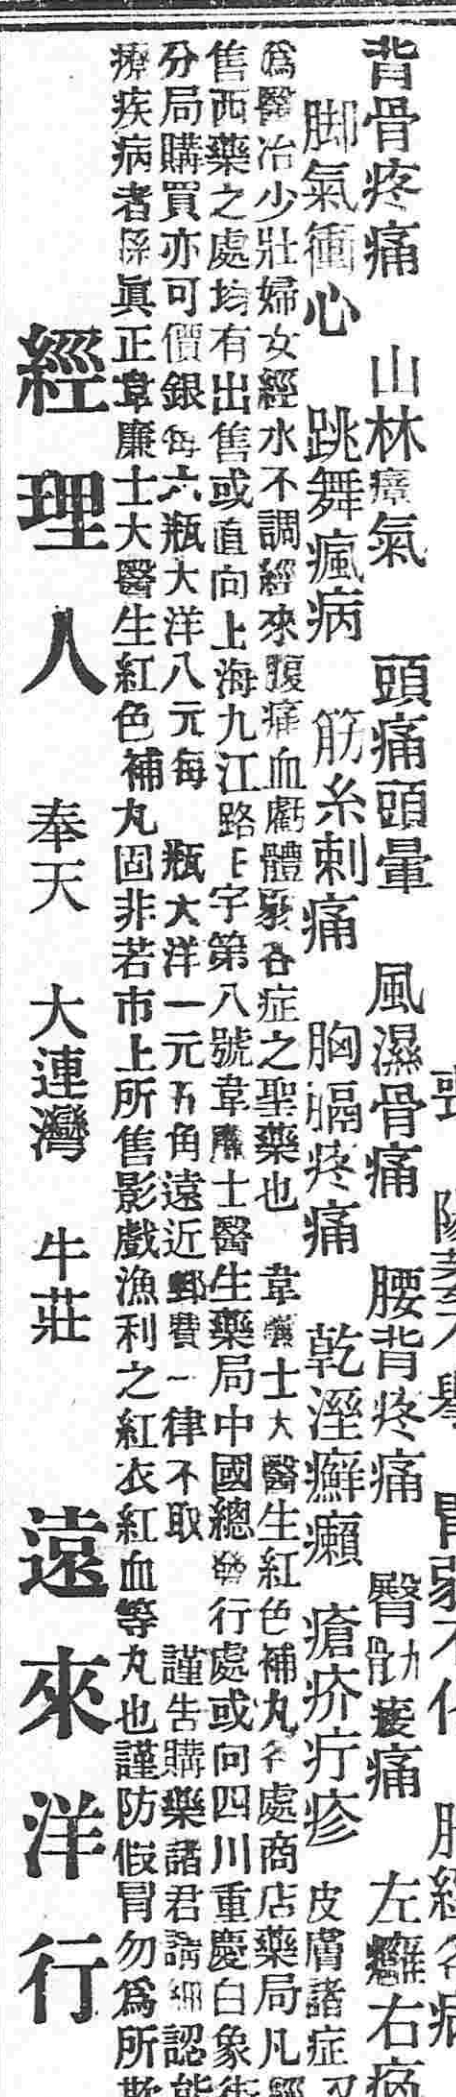 背骨疼痛 山林瘴氣 頭痛頭暈 風濕骨痛 腰背疼痛 臀骨疼痛 左癱右瘓
脚氣衝心 跳舞瘋病 筋糸刺痛 胸膈疼痛 乾溼癬癩 瘡疥疔疹 皮膚諸症
爲醫治少壯婦女經水不調經來腹痛血虧體弱各症之聖藥也 韋廉士大醫生紅色補丸各處商店藥局凡經
售西藥之處均有出售或直向上海九江路E字第八號韋廉士醫生藥局中國總發行處或向四川重慶白象街
分局購買亦可價銀每六瓶大洋八元每 瓶大洋一元五角遠近郵費一律不取 謹告購藥諸君請細認能
療疾病者係眞正韋廉士大醫生紅色補丸固非若市上所售影戲漁利之紅衣紅血等丸也謹防假冒勿爲所欺
經理人 奉天 大連灣 牛莊 遠來洋行